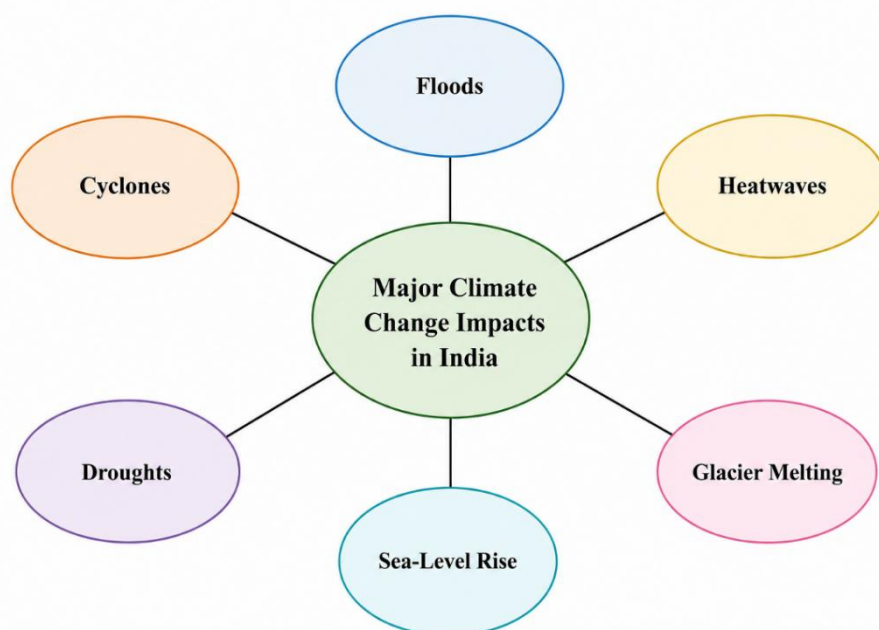 Floods
Cyclones
Heatwaves
Major Climate
Change Impacts
in India
Droughts
Glacier Melting
Sea-Level Rise